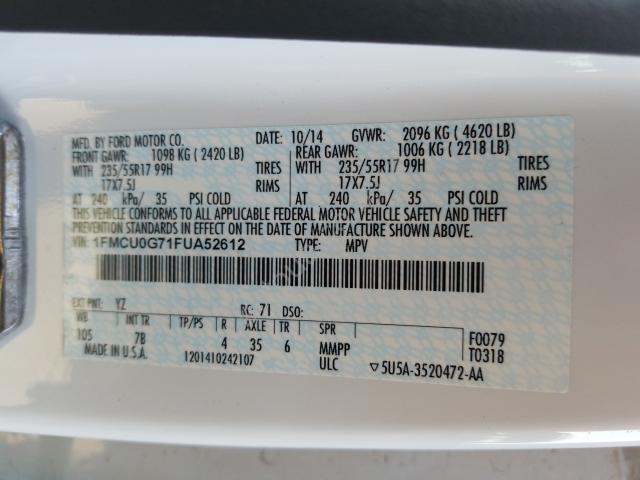 MFD. BY FORD MOTOR CO. DATE: 10/14 GVWR: 2096 KG ( 4620 LB)
FRONT GAWR: 1098 KG ( 2420 LB) REAR GAWR: 1006 KG ( 2218 LB)
WITH 235/55R17 99H TIRES WITH 235/55R17 99H TIRES
17X7.5J RIMS 17X7.5J RIMS
AT 240 kPa/ 35 PSI COLD AT 240 kPa/ 35 PSI COLD
THIS VEHICLE CONFORMS TO ALL APPLICABLE FEDERAL MOTOR VEHICLE SAFETY AND THEFT
PREVENTION STANDARDS IN EFFECT ON THE DATE OF MANUFACTURE SHOWN ABOVE.
VIN: 1FMCU0G71FUA52612 TYPE: MPV
EXT PNT: YZ RC: 71 DSO:
WB INT TR TP/PS R AXLE TR SPR F0079
105 7B 4 35 6 MMPP T0318
MADE IN U.S.A. 1201410242107 ULC ▽5U5A-3520472-AA